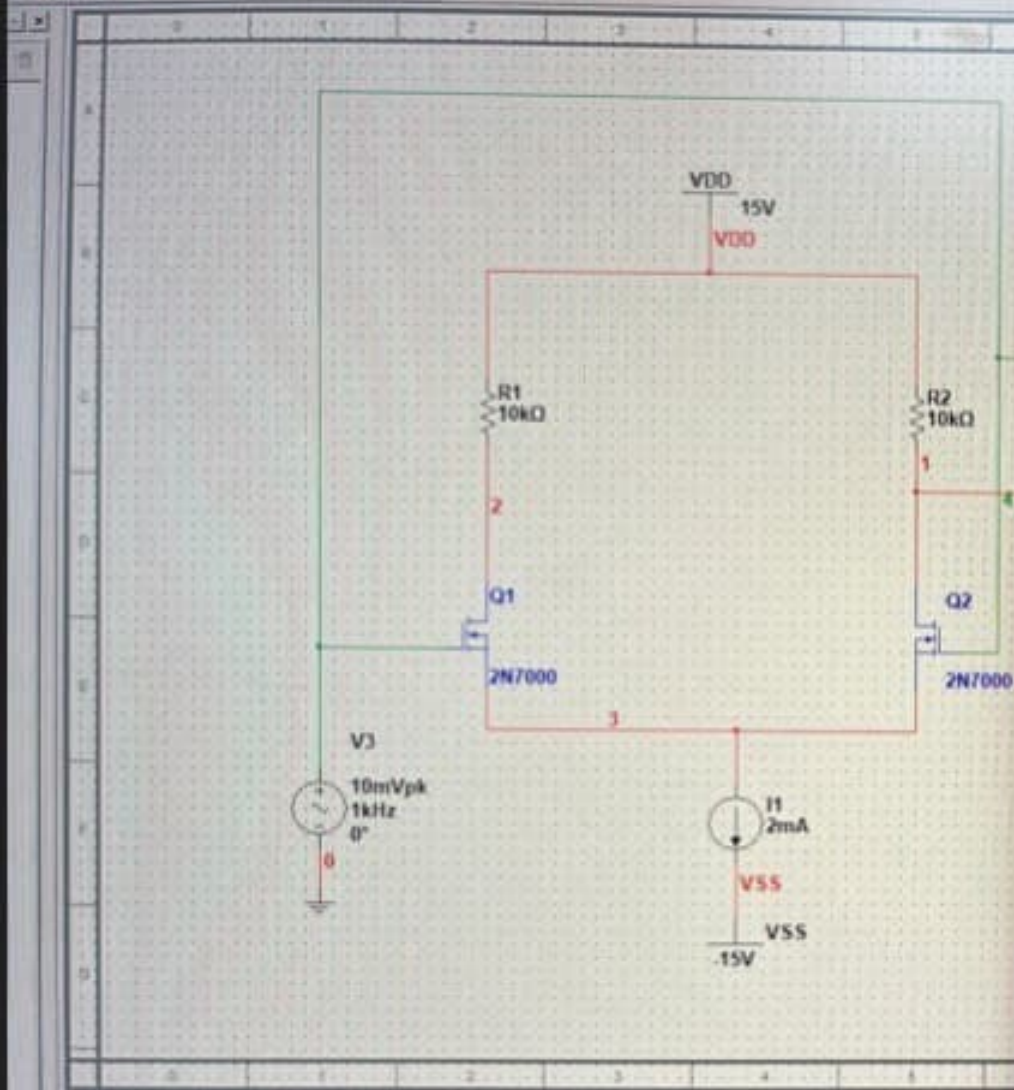 VDD
15V
VDD
R1
10kΩ
R2
10kΩ
1
2
4
Q1
Q2
2N7000
2N7000
3
V3
10mVpk
1kHz
0°
0
I1
2mA
VSS
VSS
-15V